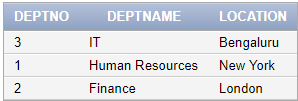 DEPTNO DEPTNAME LOCATION
3 IT Bengaluru
1 Human Resources New York
2 Finance London